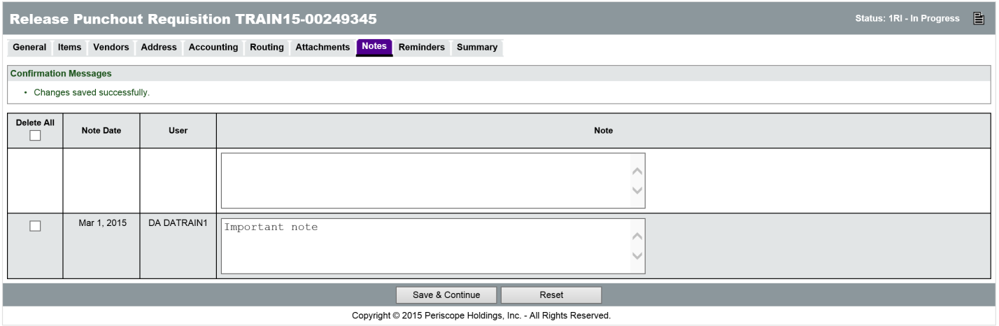 Release Punchout Requisition TRAIN15-00249345 Status: 1RI - In Progress
General Items Vendors Address Accounting Routing Attachments Notes Reminders Summary
Confirmation Messages
• Changes saved successfully.
Delete All Note Date User Note
Mar 1, 2015 DA DATRAIN1 Important note
Save & Continue Reset
Copyright © 2015 Periscope Holdings, Inc. - All Rights Reserved.